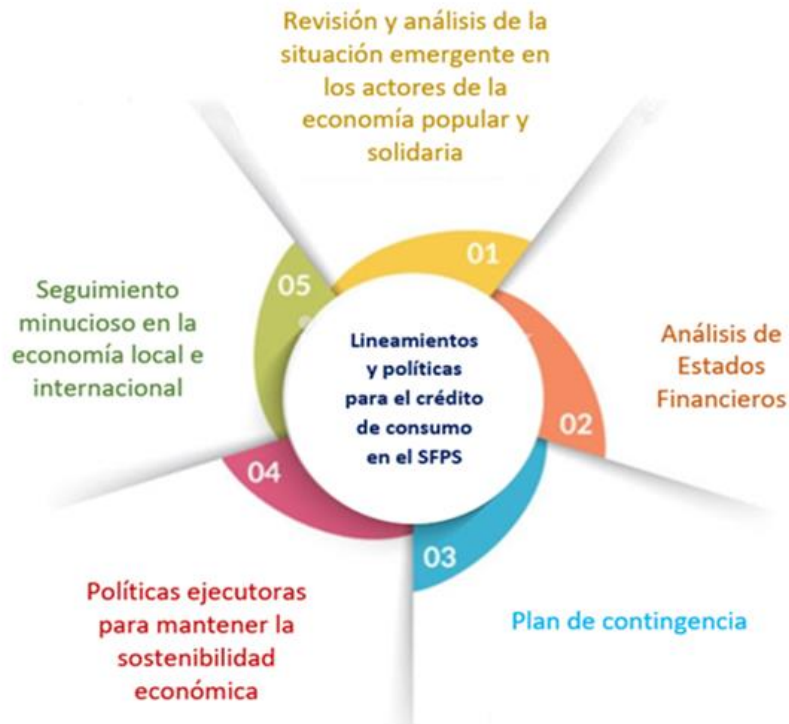 Revisión y análisis de la
situación emergente en
los actores de la
economía popular y
solidaria
01
Análisis de
Estados
Financieros
02
03
Plan de contingencia
04
Políticas ejecutoras
para mantener la
sostenibilidad
económica
05
Seguimiento
minucioso en la
economía local e
internacional
Lineamientos
y políticas
para el crédito
de consumo
en el SFPS